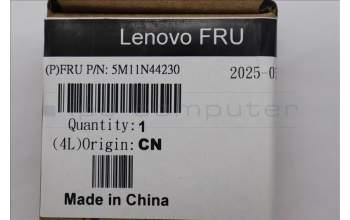 Lenovo FRU
(P)FRU P/N: 5M11N44230
2025-0
Quantity: 1
(4L)Origin: CN
Made in China